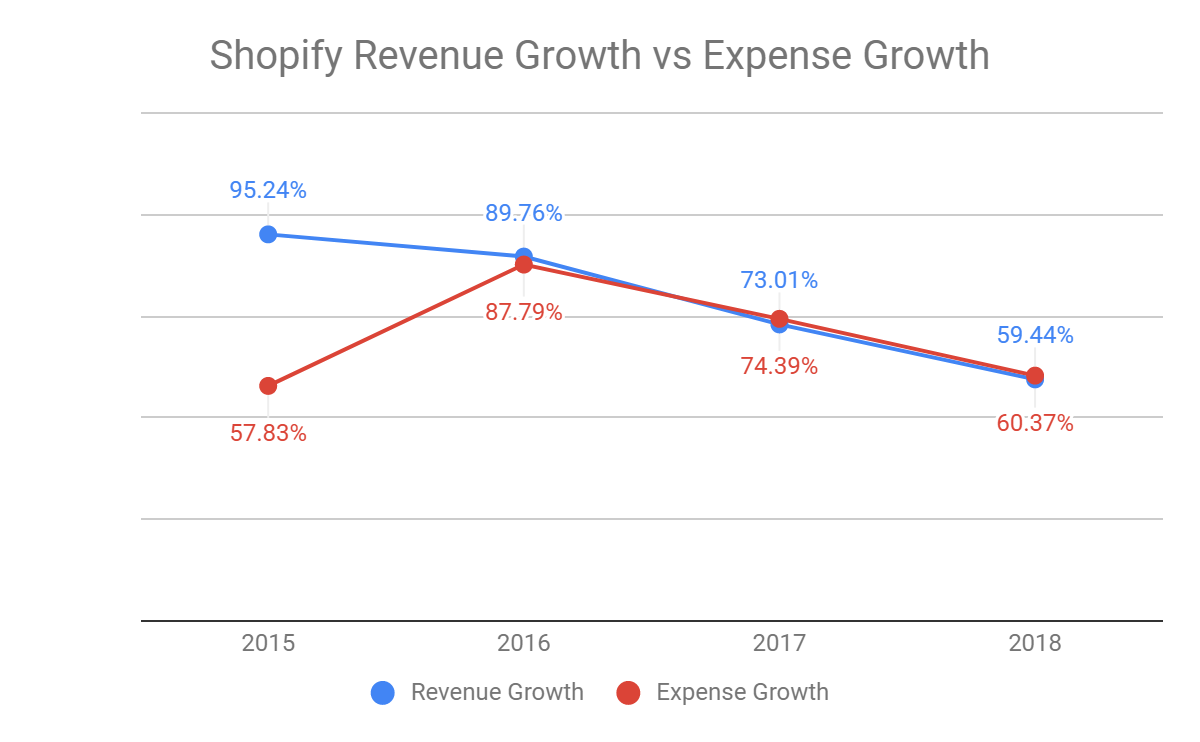 Shopify Revenue Growth vs Expense Growth
95.24%
89.76%
73.01%
59.44%
57.83%
87.79%
74.39%
60.37%
2015 2016 2017 2018
Revenue Growth Expense Growth